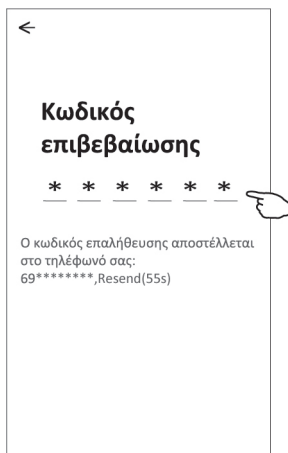 Κωδικός
επιβεβαίωσης
* * * * * *
Ο κωδικός επαλήθευσης αποστέλλεται
στο τηλέφωνό σας:
69********,Resend(55s)